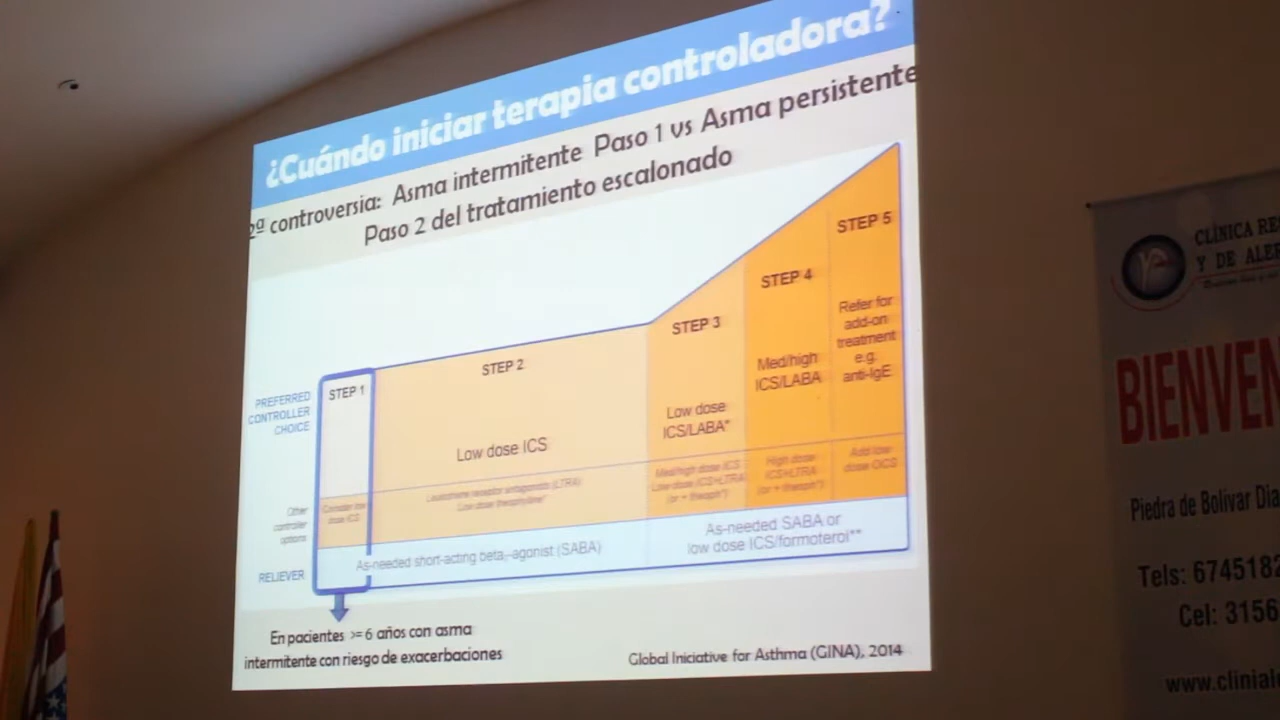 ¿Cuándo iniciar terapia controladora?
2ª controversia: Asma intermitente Paso 1 vs Asma persistente
Paso 2 del tratamiento escalonado
PREFERRED
CONTROLLER
CHOICE
STEP 1
STEP 2
Low dose ICS
STEP 3
Low dose
ICS/LABA*
STEP 4
Med/high
ICS/LABA
STEP 5
Refer for
add-on
treatment
e.g.
anti-IgE
Other
controller
options
Consider low
dose ICS
Leukotriene receptor antagonists (LTRA)
Low dose theophylline*
Med/high dose ICS
Low dose ICS+LTRA
(or + theoph*)
High dose
ICS+LTRA
(or + theoph*)
Add low
dose OCS
RELIEVER
As-needed short-acting beta₂-agonist (SABA)
As-needed SABA or
low dose ICS/formoterol**
En pacientes >= 6 años con asma
intermitente con riesgo de exacerbaciones
Global Initiative for Asthma (GINA), 2014
CLÍNICA RE
Y DE ALE
BIENVEN
Piedra de Bolívar Dia
Tels: 6745182
Cel: 3156
www.clinial